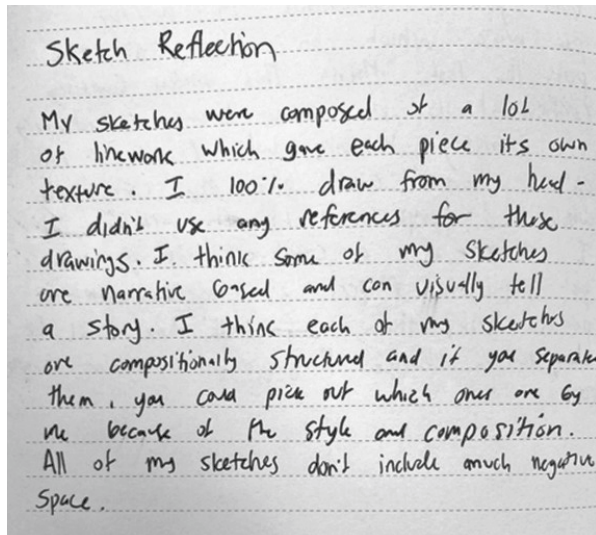 Sketch Reflection
My sketches were composed of a lot
of linework which gave each piece its own
texture. I 100% draw from my head -
I didn't use any references for these
drawings. I think some of my sketches
are narrative based and can visually tell
a story. I think each of my sketches
are compositionally structured and if you separate
them, you could pick out which ones are by
me because of the style and composition.
All of my sketches don't include much negative
space.